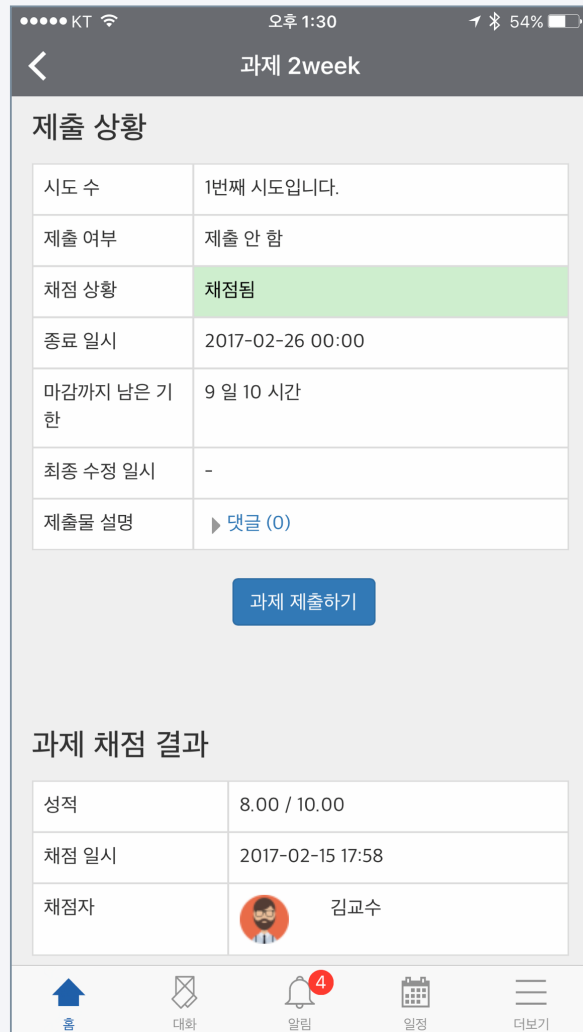 KT 오후 1:30 54%
과제 2week
제출 상황
시도 수 1번째 시도입니다.
제출 여부 제출 안 함
채점 상황 채점됨
종료 일시 2017-02-26 00:00
마감까지 남은 기 9 일 10 시간
한
최종 수정 일시 -
제출물 설명 댓글 (0)
과제 제출하기
과제 채점 결과
성적 8.00 / 10.00
채점 일시 2017-02-15 17:58
채점자 김교수
4
홈 대화 알림 일정 더보기